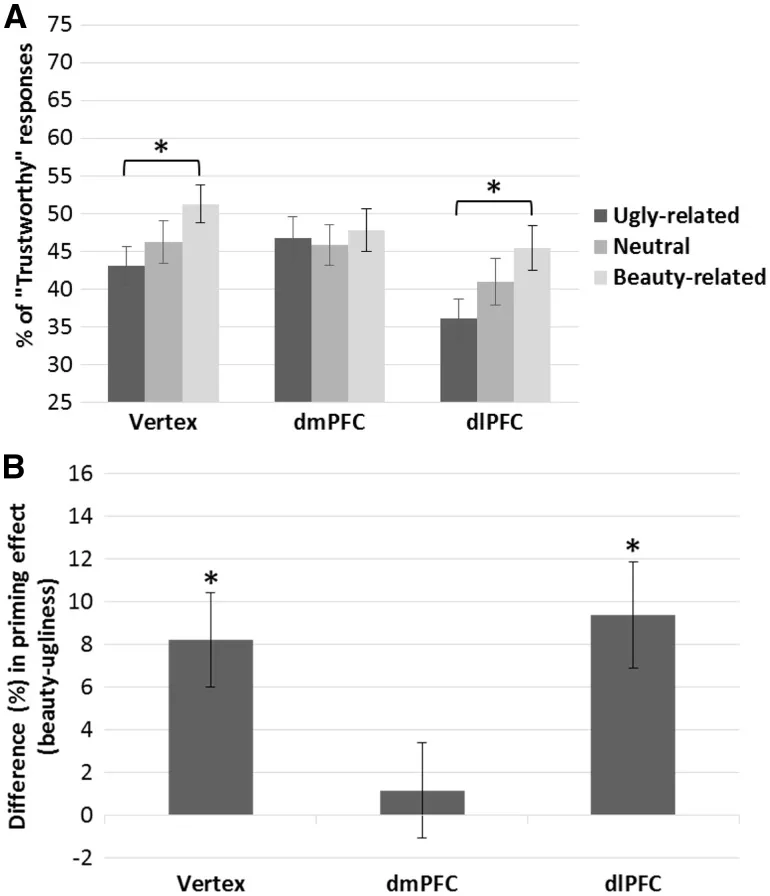 A
% of "Trustworthy" responses
75
70
65
60
55
50
45
40
35
30
25
*
*
Vertex
dmPFC
dlPFC
Ugly-related
Neutral
Beauty-related
B
Difference (%) in priming effect
(beauty-ugliness)
16
14
12
10
8
6
4
2
0
-2
*
*
Vertex
dmPFC
dlPFC